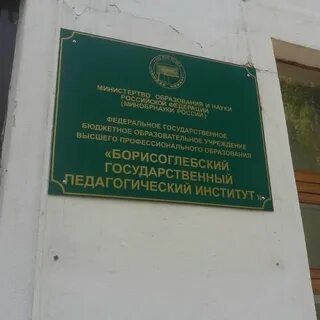 МИНИСТЕРСТВО ОБРАЗОВАНИЯ И НАУКИ
РОССИЙСКОЙ ФЕДЕРАЦИИ
(МИНОБРНАУКИ РОССИИ)
ФЕДЕРАЛЬНОЕ ГОСУДАРСТВЕННОЕ
БЮДЖЕТНОЕ ОБРАЗОВАТЕЛЬНОЕ УЧРЕЖДЕНИЕ
ВЫСШЕГО ПРОФЕССИОНАЛЬНОГО ОБРАЗОВАНИЯ
«БОРИСОГЛЕБСКИЙ
ГОСУДАРСТВЕННЫЙ
ПЕДАГОГИЧЕСКИЙ ИНСТИТУТ»